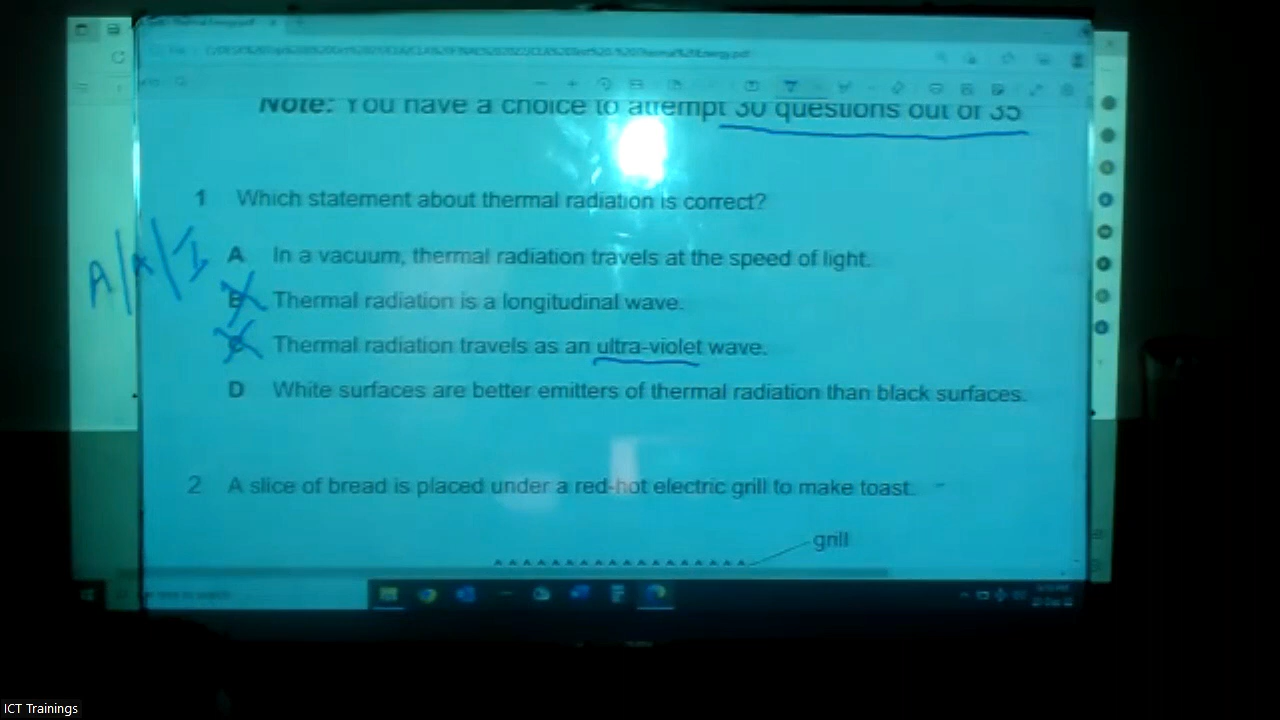 Note: You have a choice to attempt 30 questions out of 35
1 Which statement about thermal radiation is correct?
A In a vacuum, thermal radiation travels at the speed of light.
B Thermal radiation is a longitudinal wave.
C Thermal radiation travels as an ultra-violet wave.
D White surfaces are better emitters of thermal radiation than black surfaces.
2 A slice of bread is placed under a red-hot electric grill to make toast.
grill
ICT Trainings